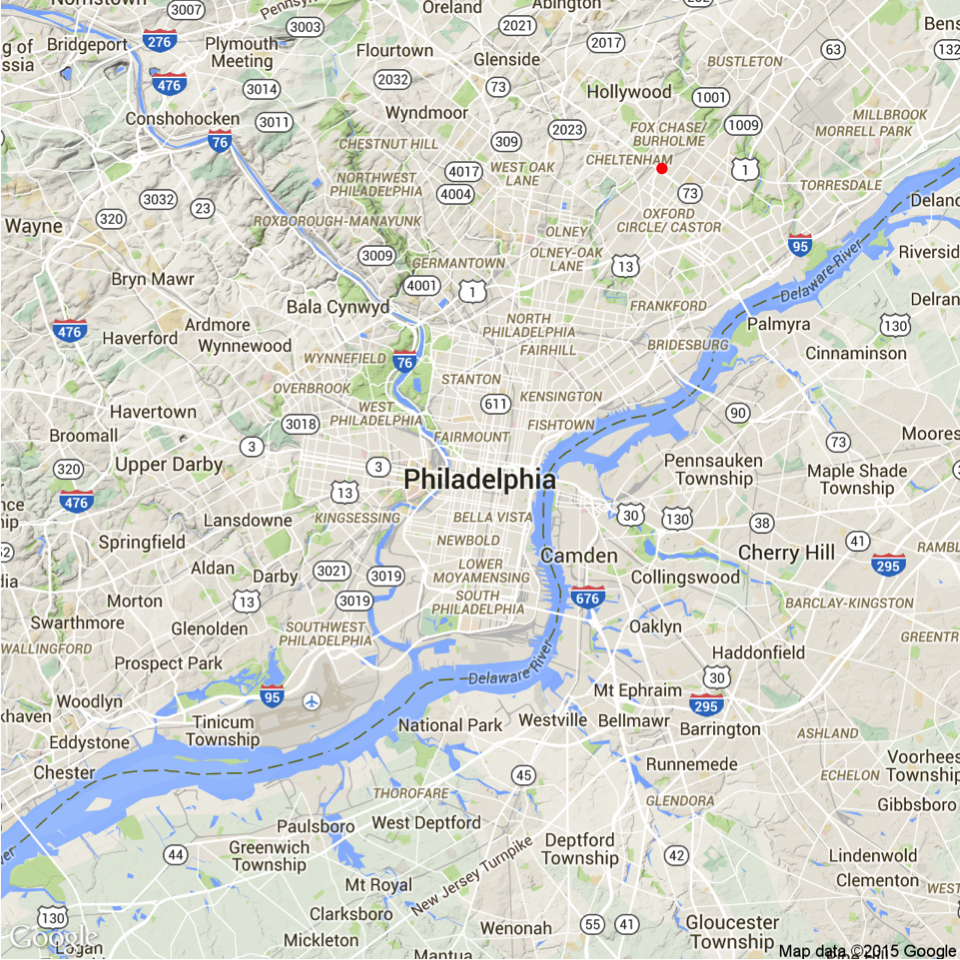 Norristown
3007
Pennsyn
3003
Oreland
2021
Abington
232
276
Bridgeport
g of
ssia
Plymouth
Meeting
Flourtown
2017
Glenside
63
Bens
132
BUSTLETON
476
3014
2032
73
Hollywood
1001
Wyndmoor
Conshohocken
3011
76
309
2023
FOX CHASE/
BURHOLME
1009
MILLBROOK
MORRELL PARK
CHESTNUT HILL
4017
WEST OAK
LANE
CHELTENHAM
1
NORTHWEST
PHILADELPHIA
4004
73
TORRESDALE
3032
23
320
Wayne
ROXBOROUGH-MANAYUNK
OLNEY
OXFORD
CIRCLE/ CASTOR
Delanc
95
3009
GERMANTOWN
OLNEY-OAK
LANE
13
Riversid
Bryn Mawr
4001
1
Delaware River
Bala Cynwyd
FRANKFORD
Delran
476
Ardmore
Haverford
Wynnewood
NORTH
PHILADELPHIA
Palmyra
130
BRIDESBURG
Cinnaminson
WYNNEFIELD
76
FAIRHILL
OVERBROOK
STANTON
KENSINGTON
Havertown
WEST
PHILADELPHIA
611
90
3018
FISHTOWN
Broomall
FAIRMOUNT
3
73
Moores
320
Upper Darby
3
Philadelphia
Pennsauken
Township
Maple Shade
Township
476
13
nce
hip
Lansdowne
KINGSESSING
BELLA VISTA
30
130
38
Springfield
NEWBOLD
41
52
Camden
Cherry Hill
RAMBL
Aldan
Darby
3021
3019
LOWER
MOYAMENSING
295
dia
Collingswood
Morton
13
3019
SOUTH
PHILADELPHIA
676
BARCLAY-KINGSTON
Swarthmore
Glenolden
SOUTHWEST
PHILADELPHIA
Oaklyn
GREENTR
WALLINGFORD
Prospect Park
Haddonfield
Delaware River
30
95
Woodlyn
Mt Ephraim
295
xhaven
Tinicum
Township
National Park
Westville
Bellmawr
Barrington
ASHLAND
Eddystone
Chester
45
Runnemede
Voorhees
Township
ECHELON
THOROFARE
GLENDORA
Gibbsboro
Paulsboro
West Deptford
Greenwich
Township
44
New Jersey Turnpike
Deptford
Township
42
Lindenwold
Clementon
Mt Royal
WEST
130
Clarksboro
55
41
Gloucester
Township
Wenonah
Google
Logan
Mickleton
Mantua
Map data ©2015 Google